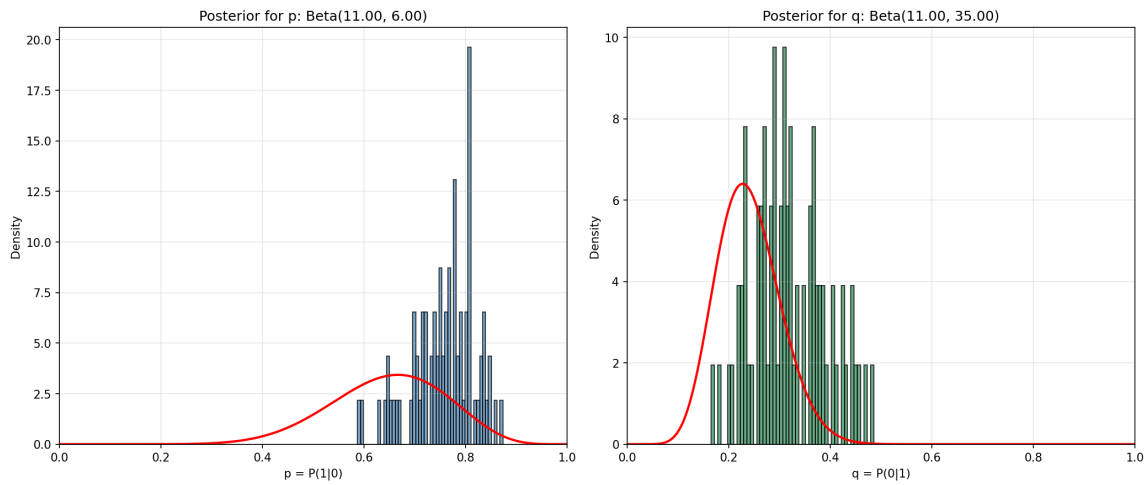 Posterior for p: Beta(11.00, 6.00)
Density
20.0
17.5
15.0
12.5
10.0
7.5
5.0
2.5
0.0
0.0 0.2 0.4 0.6 0.8 1.0
p = P(1|0)
Posterior for q: Beta(11.00, 35.00)
Density
10
8
6
4
2
0
0.0 0.2 0.4 0.6 0.8 1.0
q = P(0|1)